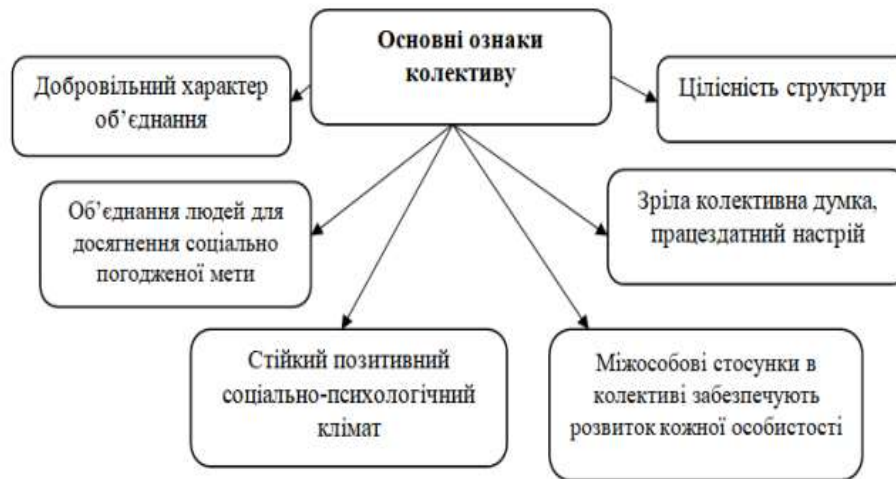 Основні ознаки
колективу
Добровільний характер
об’єднання
Цілісність структури
Об’єднання людей для
досягнення соціально
погодженої мети
Зріла колективна думка,
працездатний настрій
Стійкий позитивний
соціально-психологічний
клімат
Міжособові стосунки в
колективі забезпечують
розвиток кожної особистості